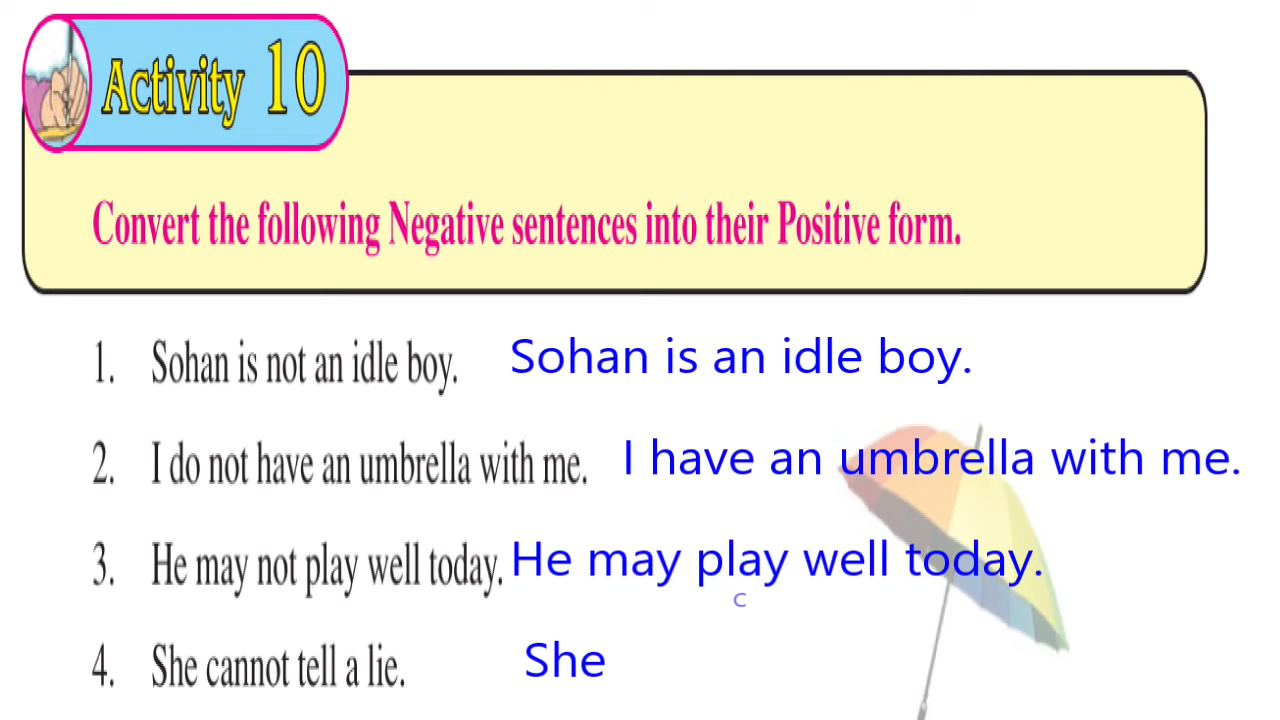 Activity 10
Convert the following Negative sentences into their Positive form.
1. Sohan is not an idle boy. Sohan is an idle boy.
2. I do not have an umbrella with me. I have an umbrella with me.
3. He may not play well today. He may play well today.
c
4. She cannot tell a lie. She